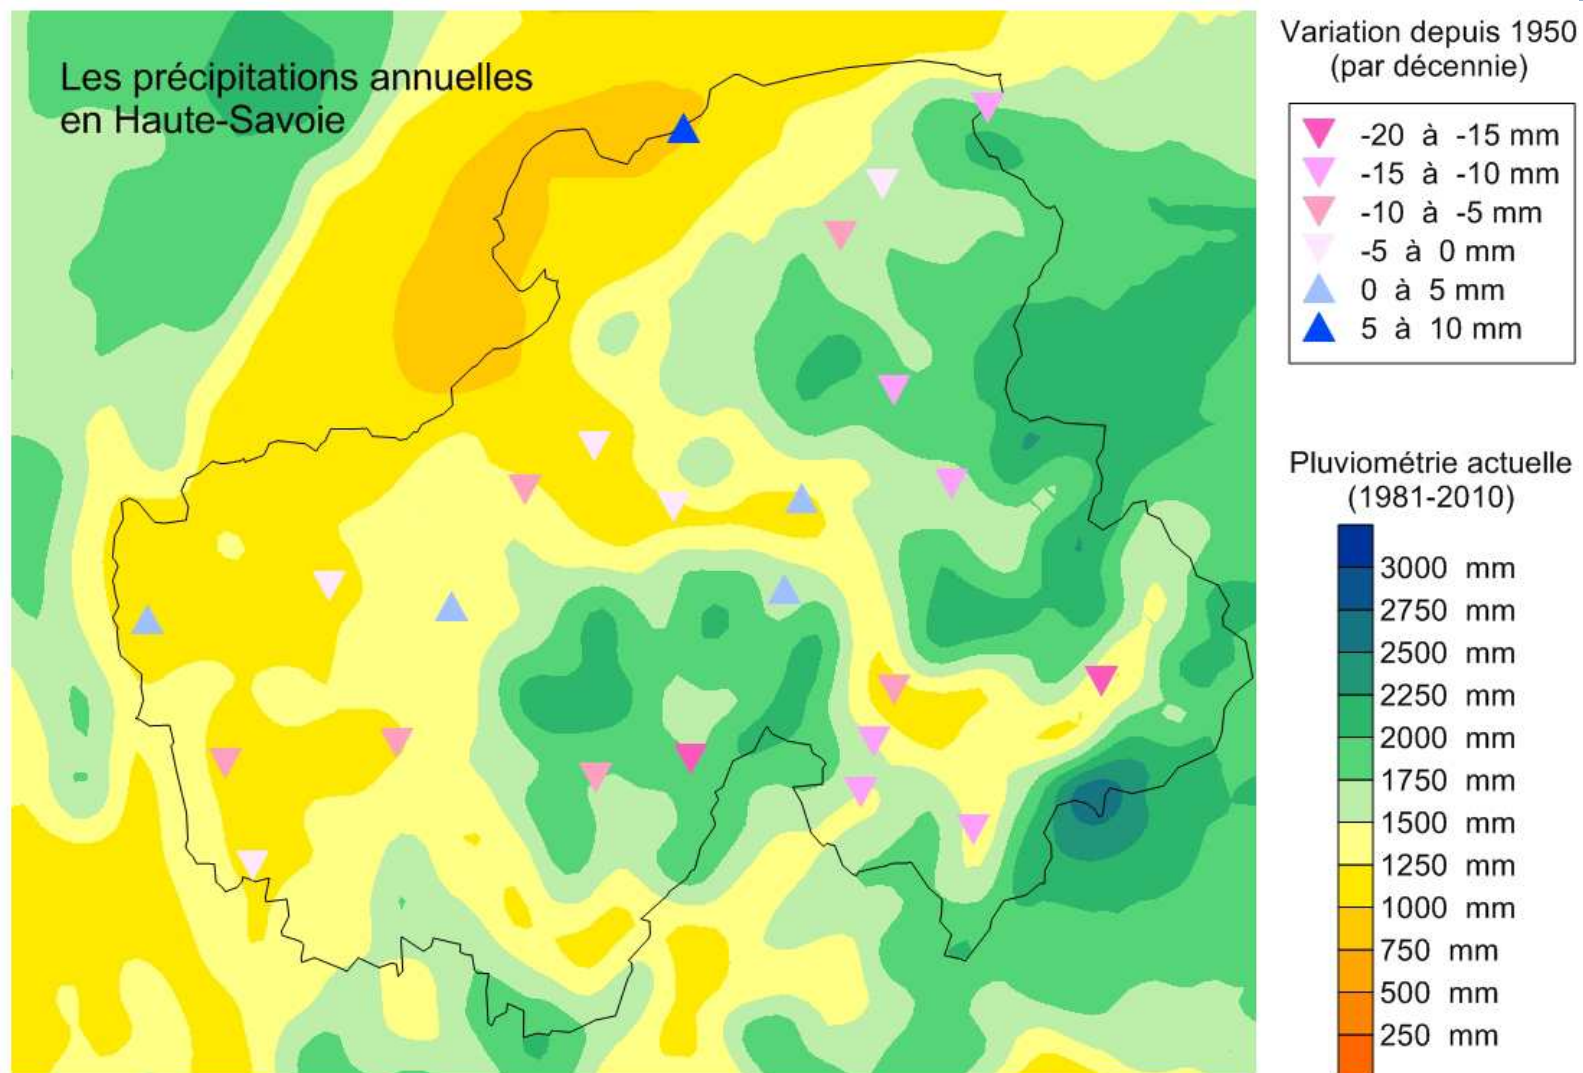 Les précipitations annuelles
en Haute-Savoie
Variation depuis 1950
(par décennie)
-20 à -15 mm
-15 à -10 mm
-10 à -5 mm
-5 à 0 mm
0 à 5 mm
5 à 10 mm
Pluviométrie actuelle
(1981-2010)
3000 mm
2750 mm
2500 mm
2250 mm
2000 mm
1750 mm
1500 mm
1250 mm
1000 mm
750 mm
500 mm
250 mm